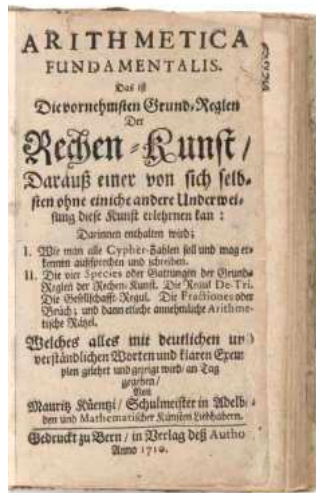 ARITHMETICA
FUNDAMENTALIS.
Das ist
Die vornehmsten Grund-Reglen
Der
Rechen-Kunst/
Darauß einer von sich selb-
sten ohne einiche andere Underwei-
sung diese Kunst erlehrnen kan:
Darinnen enthalten wird;
I. Wie man alle Cypher-Zahlen soll und mag er-
kennen außsprechen und schreiben.
II. Die vier Species oder Gattungen der Grund-
Reglen der Rechen-Kunst. Die Regul De-Tri.
Die Gesellschafft-Regul. Die Fractiones oder
Brüch; und dann etliche annehmliche Arithme-
tische Rätzel.
Welches alles mit deutlichen un
verständlichen Worten und klaren Exem
plen gelehrt und gezeigt wird/ an Tag
gegeben/
Von
Mauritz Küentzi/ Schulmeister in Adelb
den und Mathematischer Künsten Liebhabern.
Gedruckt zu Bern/ in Verlag deß Autho
Anno 1710.